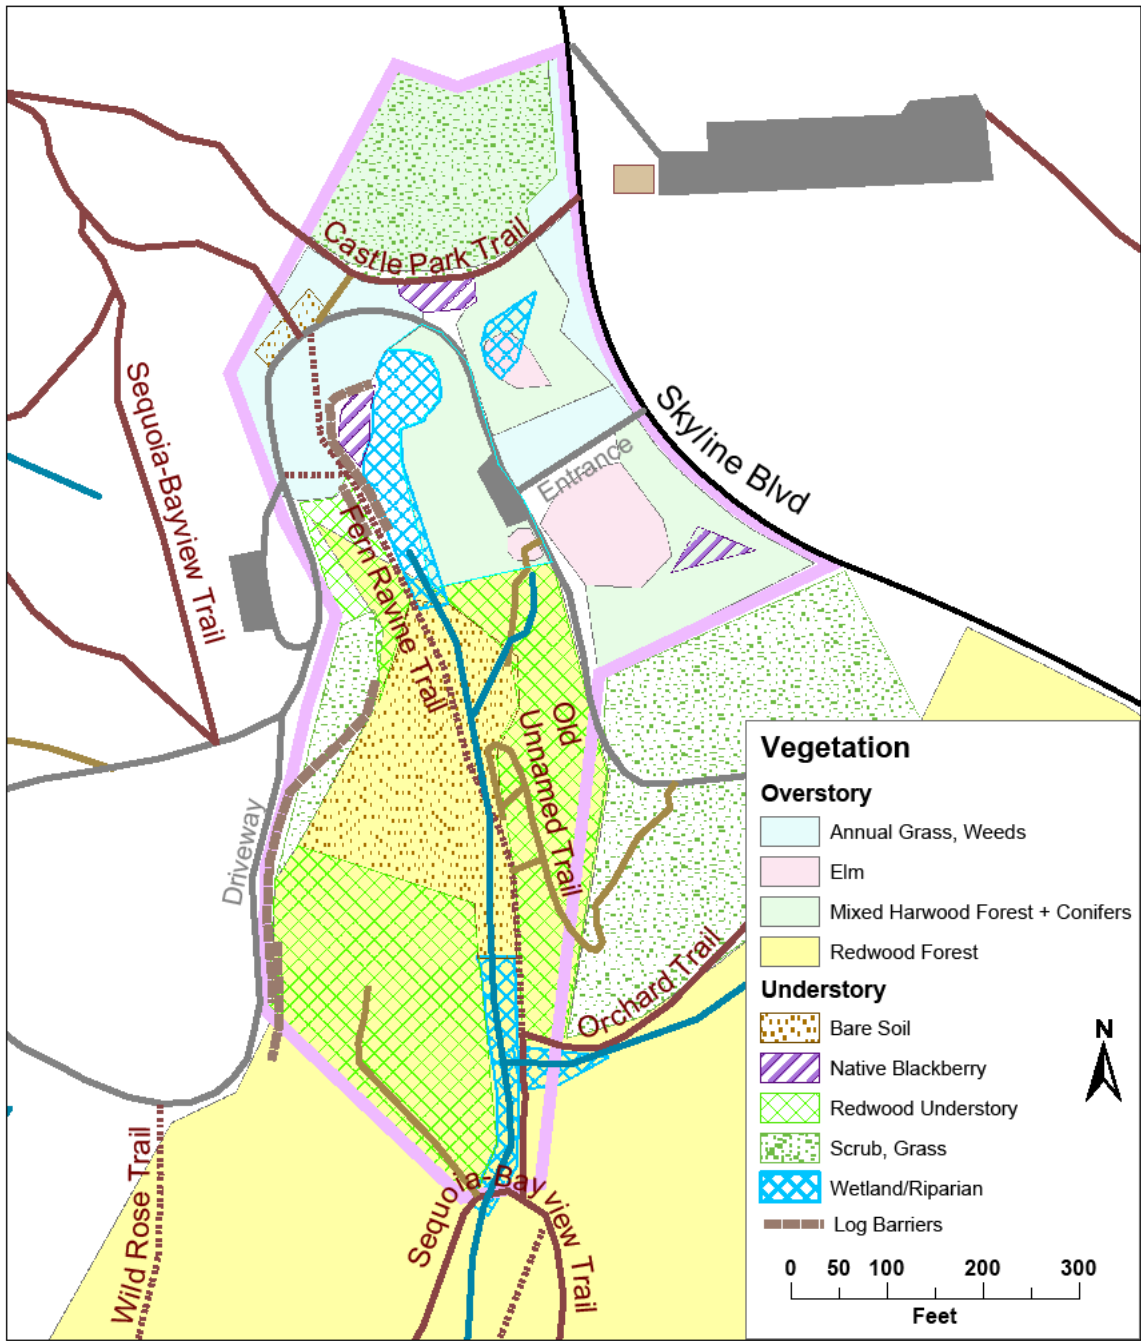 Castle Park Trail
Sequoia-Bayview Trail
Skyline Blvd
Entrance
Fern Ravine Trail
Old
Unnamed Trail
Driveway
Orchard Trail
Wild Rose Trail
Sequoia-Bayview Trail
Vegetation
Overstory
Annual Grass, Weeds
Elm
Mixed Harwood Forest + Conifers
Redwood Forest
Understory
Bare Soil
Native Blackberry
Redwood Understory
Scrub, Grass
Wetland/Riparian
Log Barriers
N
0 50 100 200 300
Feet